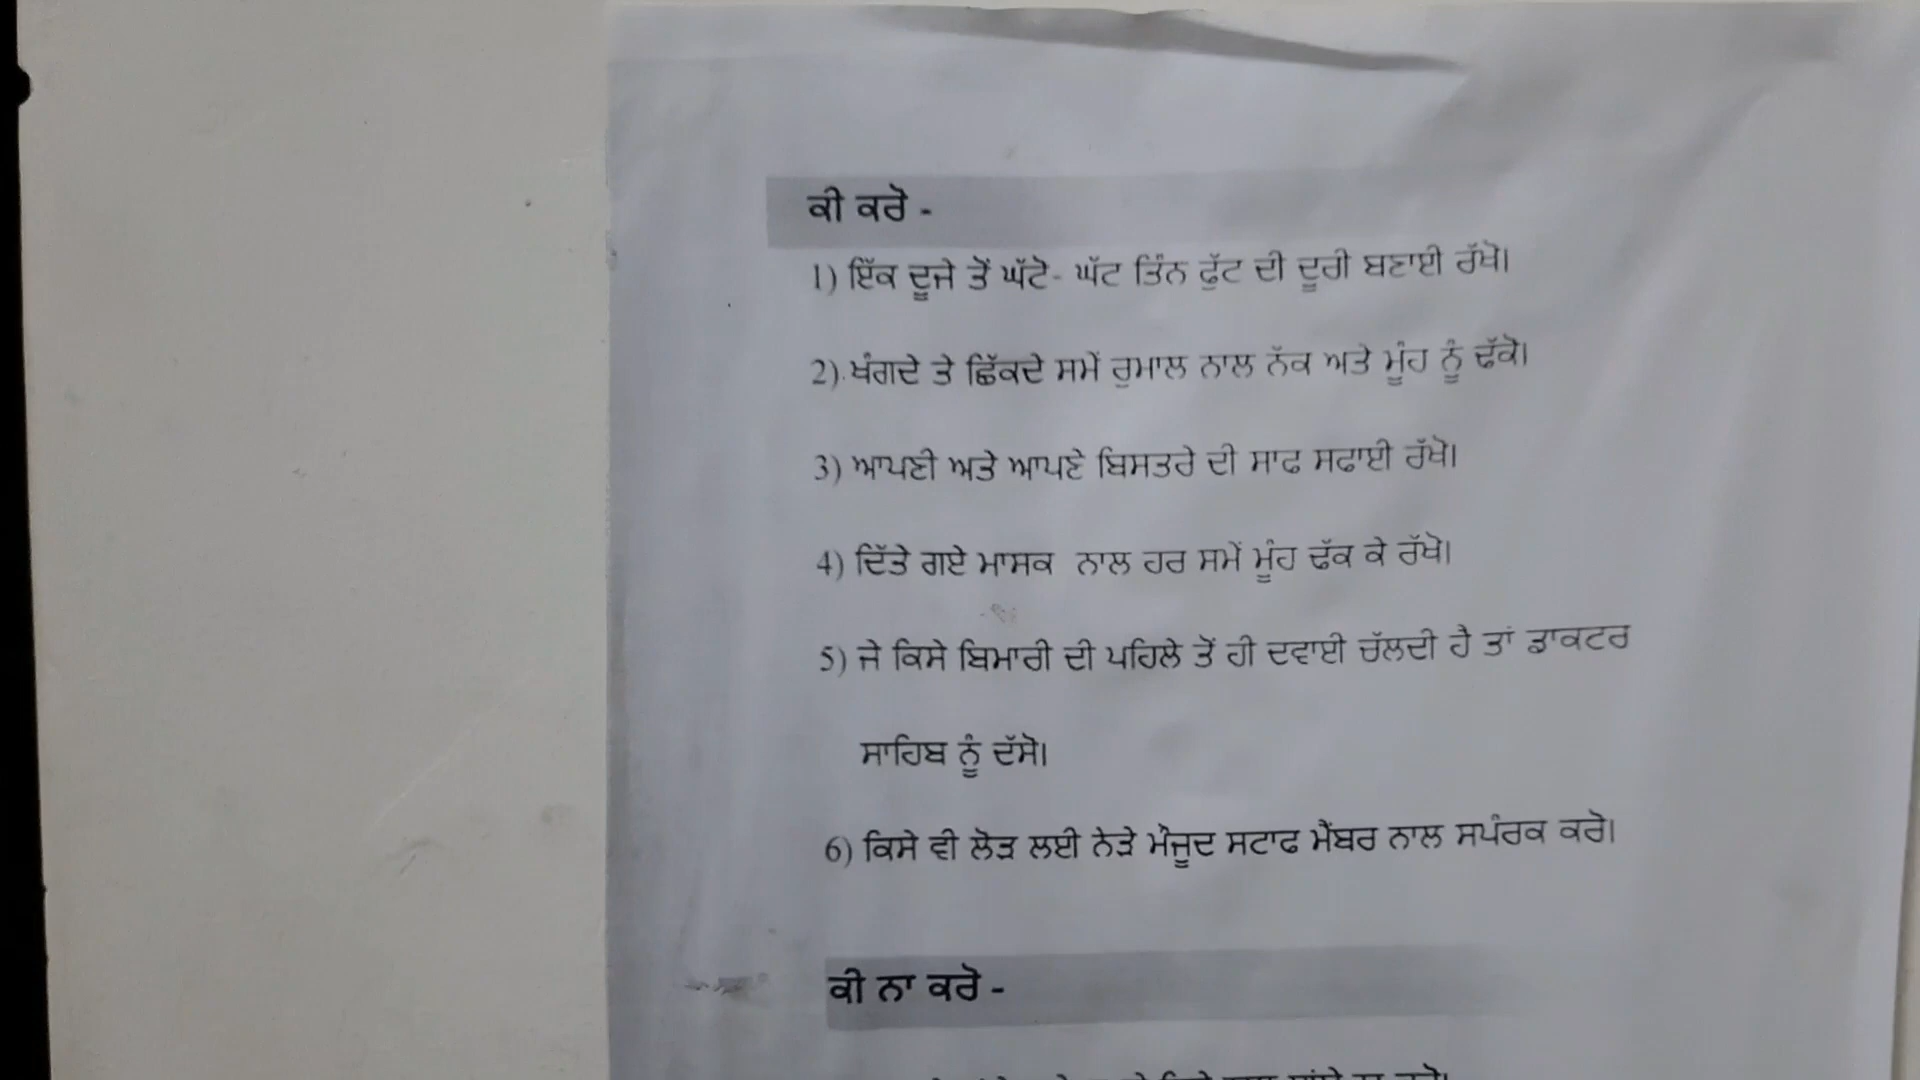 ਕੀ ਕਰੋ -
1) ਇੱਕ ਦੂਜੇ ਤੋਂ ਘੱਟੋ- ਘੱਟ ਤਿੰਨ ਫੁੱਟ ਦੀ ਦੂਰੀ ਬਣਾਈ ਰੱਖੋ।
2) ਖੰਗਦੇ ਤੇ ਛਿੱਕਦੇ ਸਮੇਂ ਰੁਮਾਲ ਨਾਲ ਨੱਕ ਅਤੇ ਮੂੰਹ ਨੂੰ ਢੱਕੋ।
3) ਆਪਣੀ ਅਤੇ ਆਪਣੇ ਬਿਸਤਰੇ ਦੀ ਸਾਫ ਸਫਾਈ ਰੱਖੋ।
4) ਦਿੱਤੇ ਗਏ ਮਾਸਕ ਨਾਲ ਹਰ ਸਮੇਂ ਮੂੰਹ ਢੱਕ ਕੇ ਰੱਖੋ।
5) ਜੇ ਕਿਸੇ ਬਿਮਾਰੀ ਦੀ ਪਹਿਲੇ ਤੋਂ ਹੀ ਦਵਾਈ ਚੱਲਦੀ ਹੈ ਤਾਂ ਡਾਕਟਰ
ਸਾਹਿਬ ਨੂੰ ਦੱਸੋ।
6) ਕਿਸੇ ਵੀ ਲੋੜ ਲਈ ਨੇੜੇ ਮੌਜੂਦ ਸਟਾਫ ਮੈਂਬਰ ਨਾਲ ਸਪੰਰਕ ਕਰੋ।
ਕੀ ਨਾ ਕਰੋ -